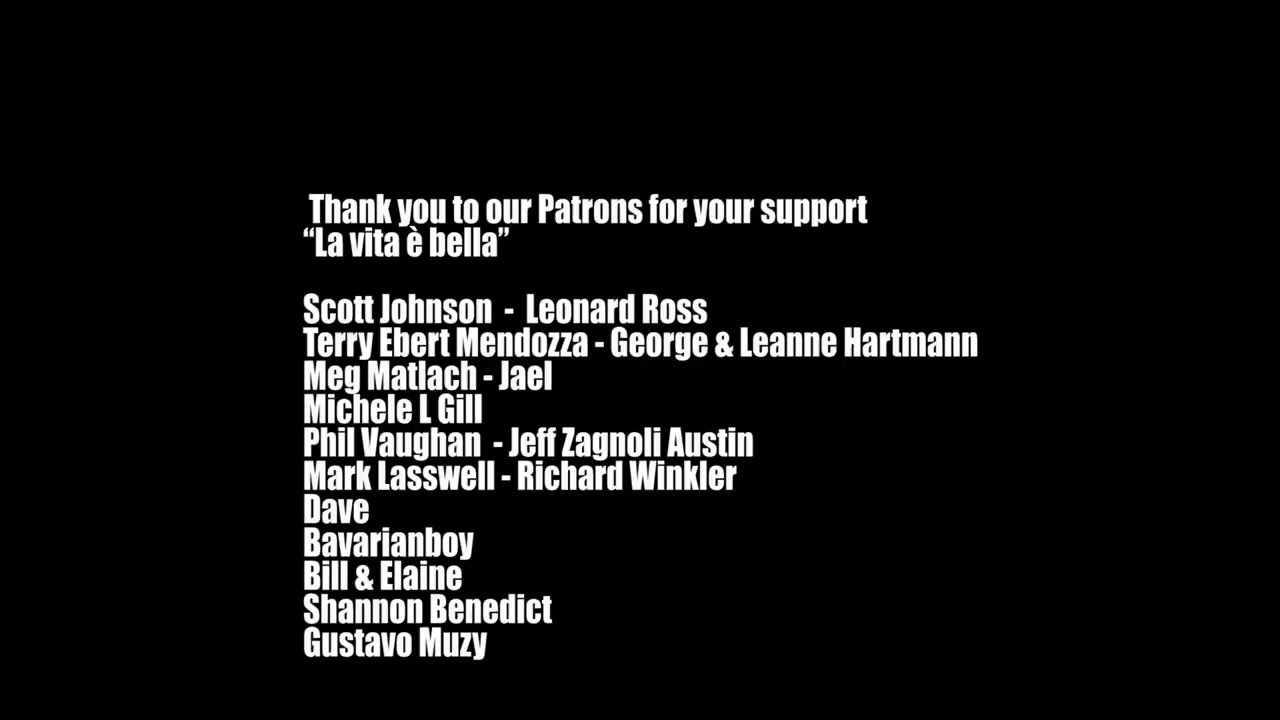 Thank you to our Patrons for your support
“La vita è bella”
Scott Johnson - Leonard Ross
Terry Ebert Mendozza - George & Leanne Hartmann
Meg Matlach - Jael
Michele L Gill
Phil Vaughan - Jeff Zagnoli Austin
Mark Lasswell - Richard Winkler
Dave
Bavarianboy
Bill & Elaine
Shannon Benedict
Gustavo Muzy